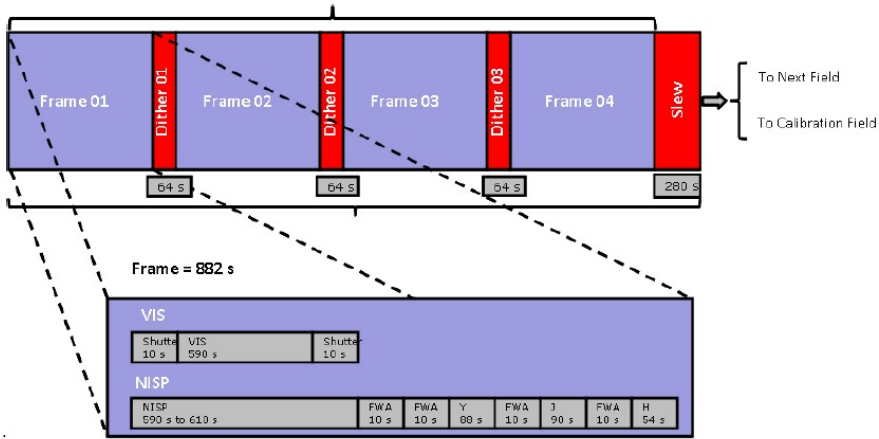 Frame 01
Dither 01
Frame 02
Dither 02
Frame 03
Dither 03
Frame 04
Slew
To Next Field
To Calibration Field
64 s
64 s
64 s
280 s
Frame = 882 s
VIS
Shutter
10 s
VIS
590 s
Shutter
10 s
NISP
NISP
590 s to 610 s
FWA
10 s
FWA
10 s
Y
88 s
FWA
10 s
J
90 s
FWA
10 s
H
54 s